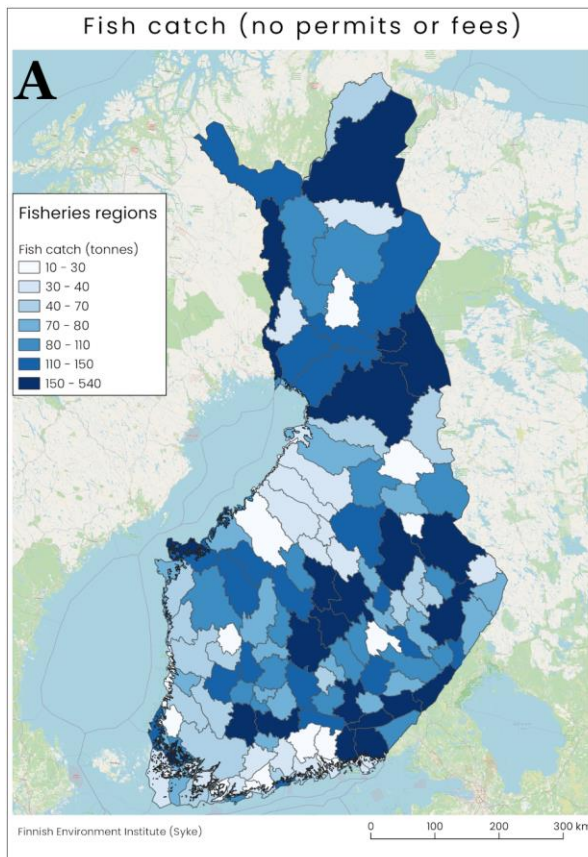 Fish catch (no permits or fees)
A
Fisheries regions
Fish catch (tonnes)
10 - 30
30 - 40
40 - 70
70 - 80
80 - 110
110 - 150
150 - 540
Finnish Environment Institute (Syke)
0 100 200 300 km